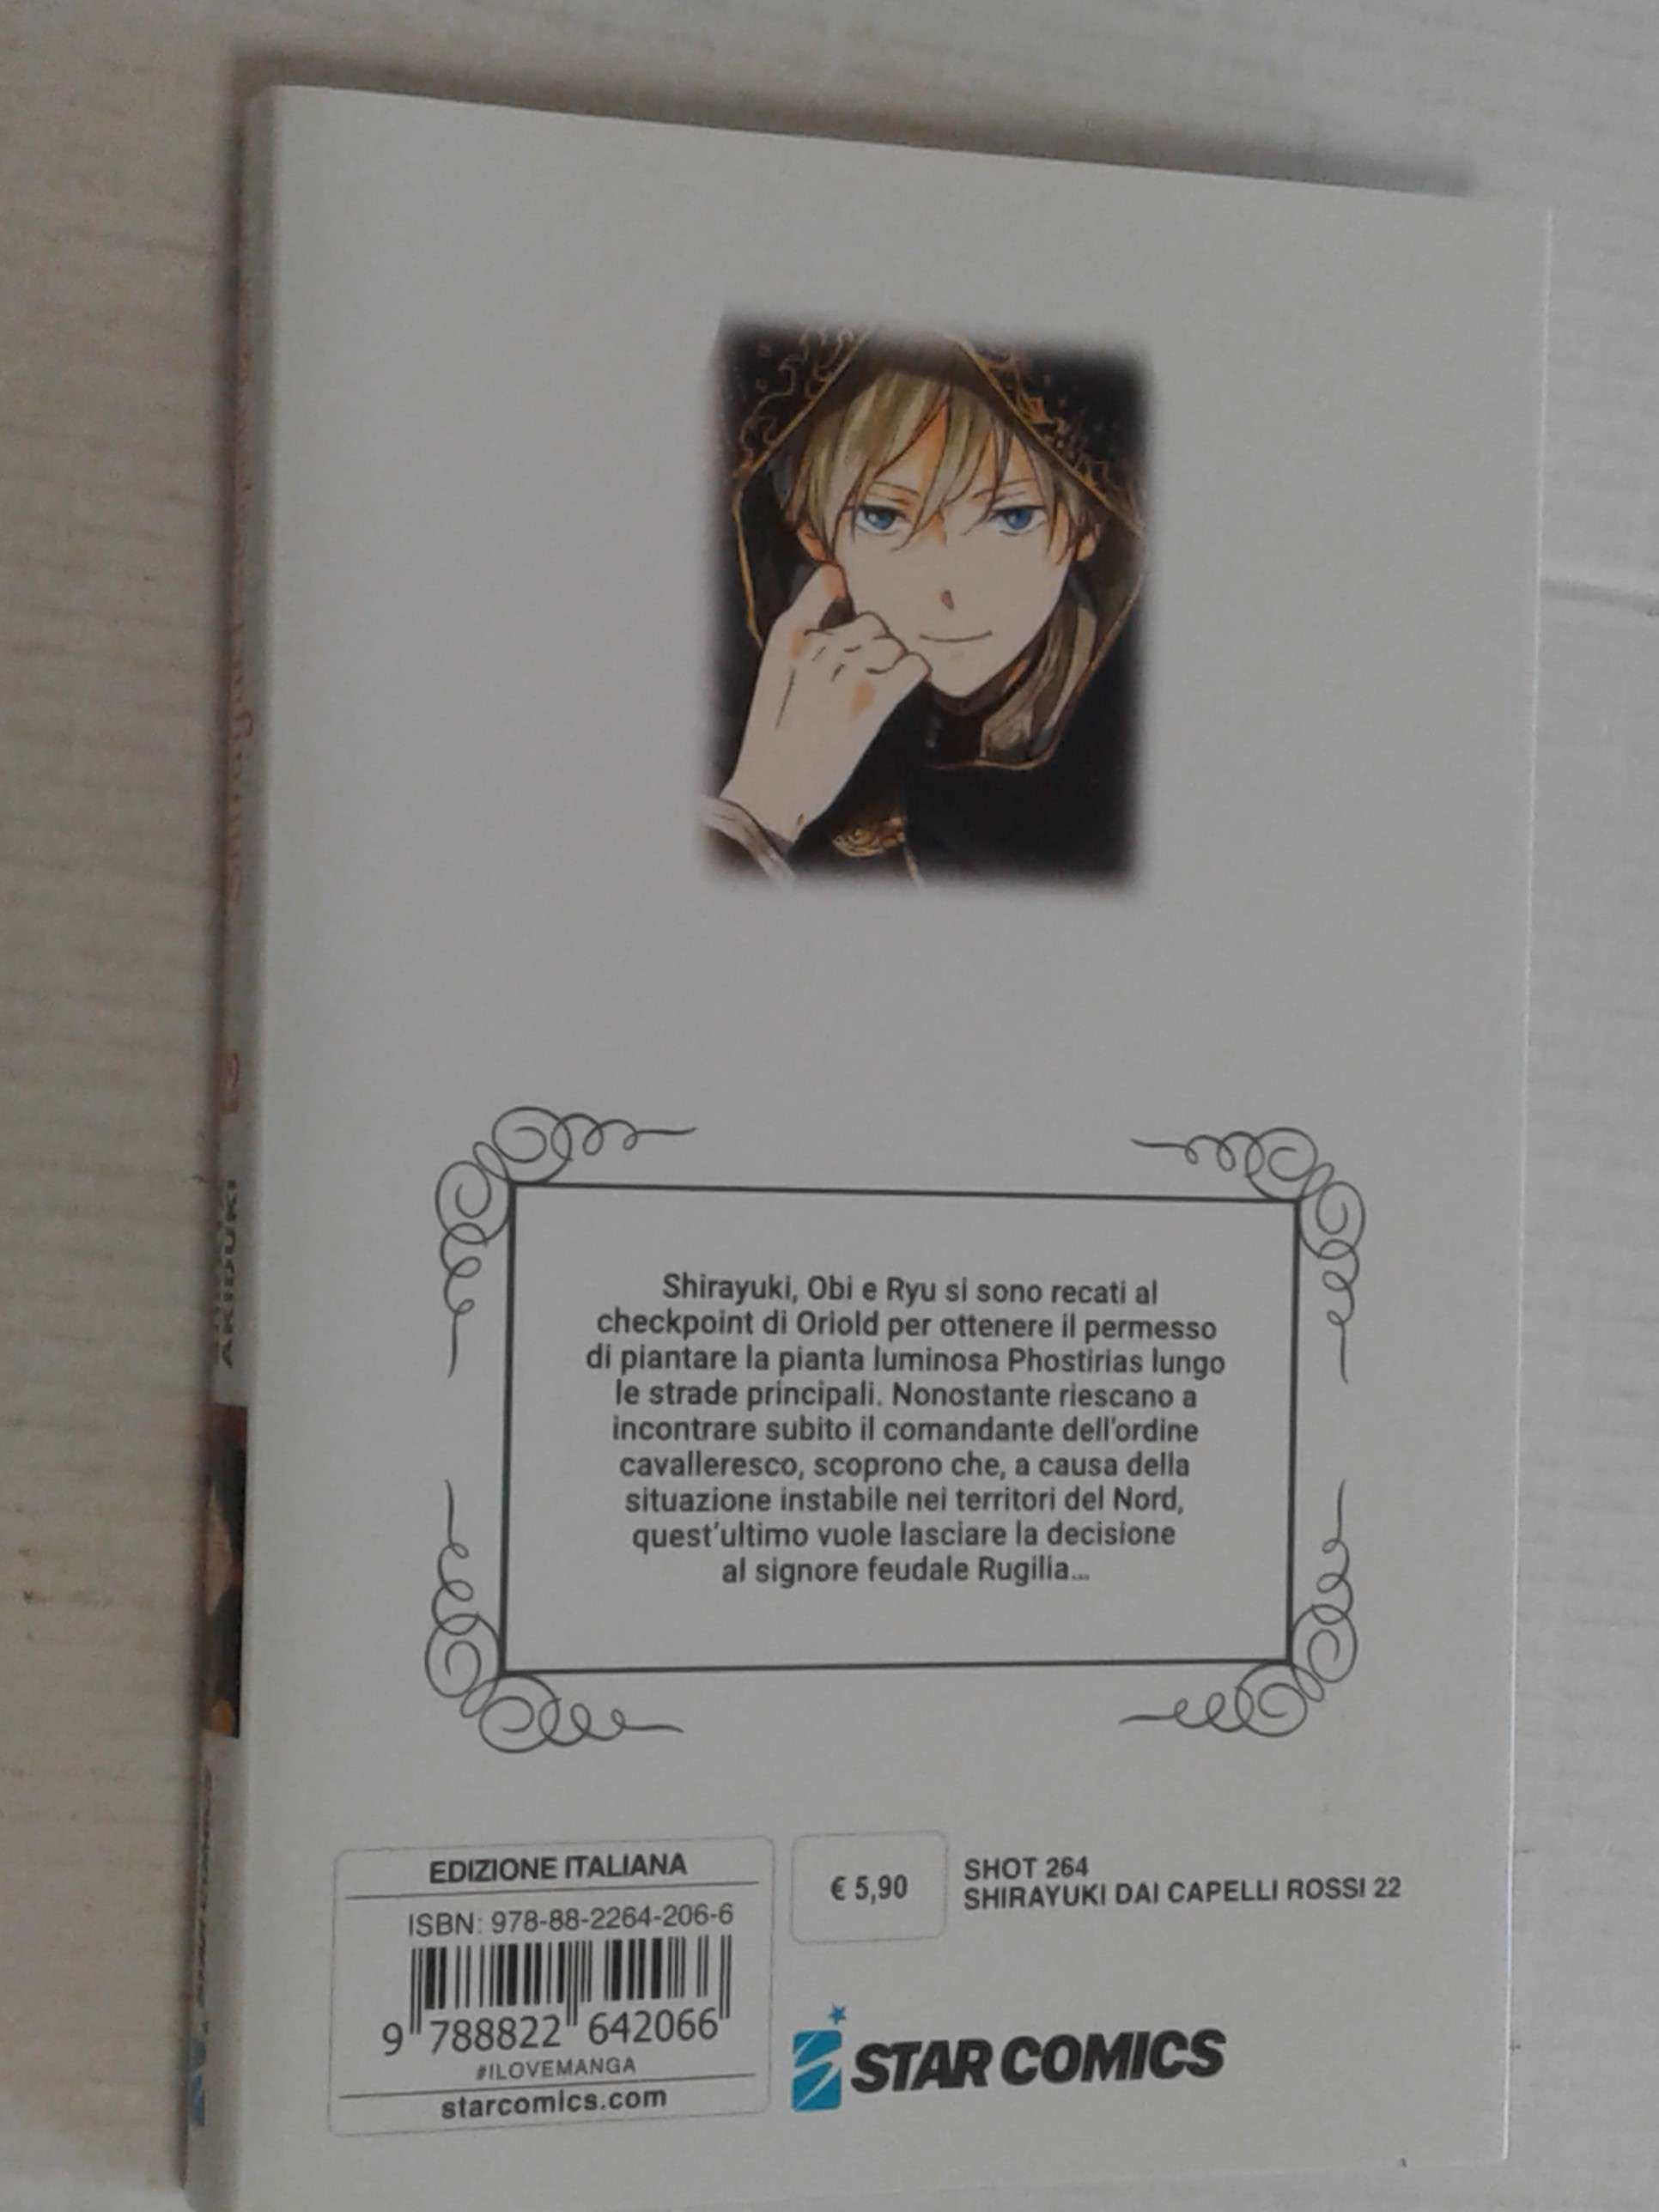 Shirayuki, Obi e Ryu si sono recati al
checkpoint di Oriold per ottenere il permesso
di piantare la pianta luminosa Phostirias lungo
le strade principali. Nonostante riescano a
incontrare subito il comandante dell'ordine
cavalleresco, scoprono che, a causa della
situazione instabile nei territori del Nord,
quest'ultimo vuole lasciare la decisione
al signore feudale Rugilia...
EDIZIONE ITALIANA
ISBN: 978-88-2264-206-6
9 788822 642066
#ILOVEMANGA
starcomics.com
€ 5,90
SHOT 264
SHIRAYUKI DAI CAPELLI ROSSI 22
STAR COMICS
AKIDUKI